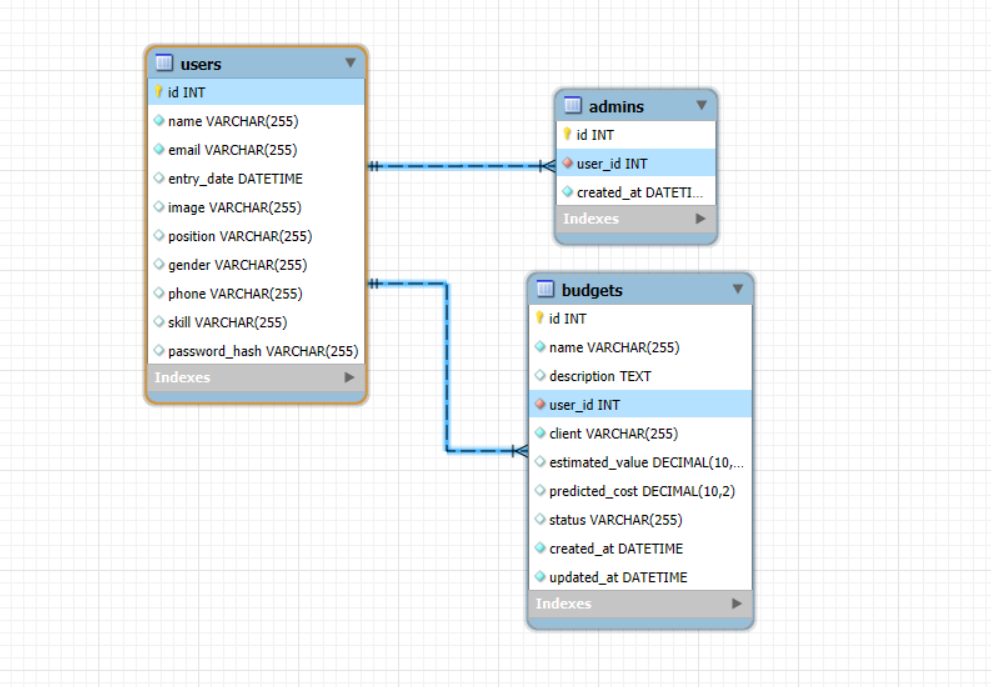 users
id INT
name VARCHAR(255)
email VARCHAR(255)
entry_date DATETIME
image VARCHAR(255)
position VARCHAR(255)
gender VARCHAR(255)
phone VARCHAR(255)
skill VARCHAR(255)
password_hash VARCHAR(255)
Indexes
admins
id INT
user_id INT
created_at DATETI...
Indexes
budgets
id INT
name VARCHAR(255)
description TEXT
user_id INT
client VARCHAR(255)
estimated_value DECIMAL(10,...
predicted_cost DECIMAL(10,2)
status VARCHAR(255)
created_at DATETIME
updated_at DATETIME
Indexes